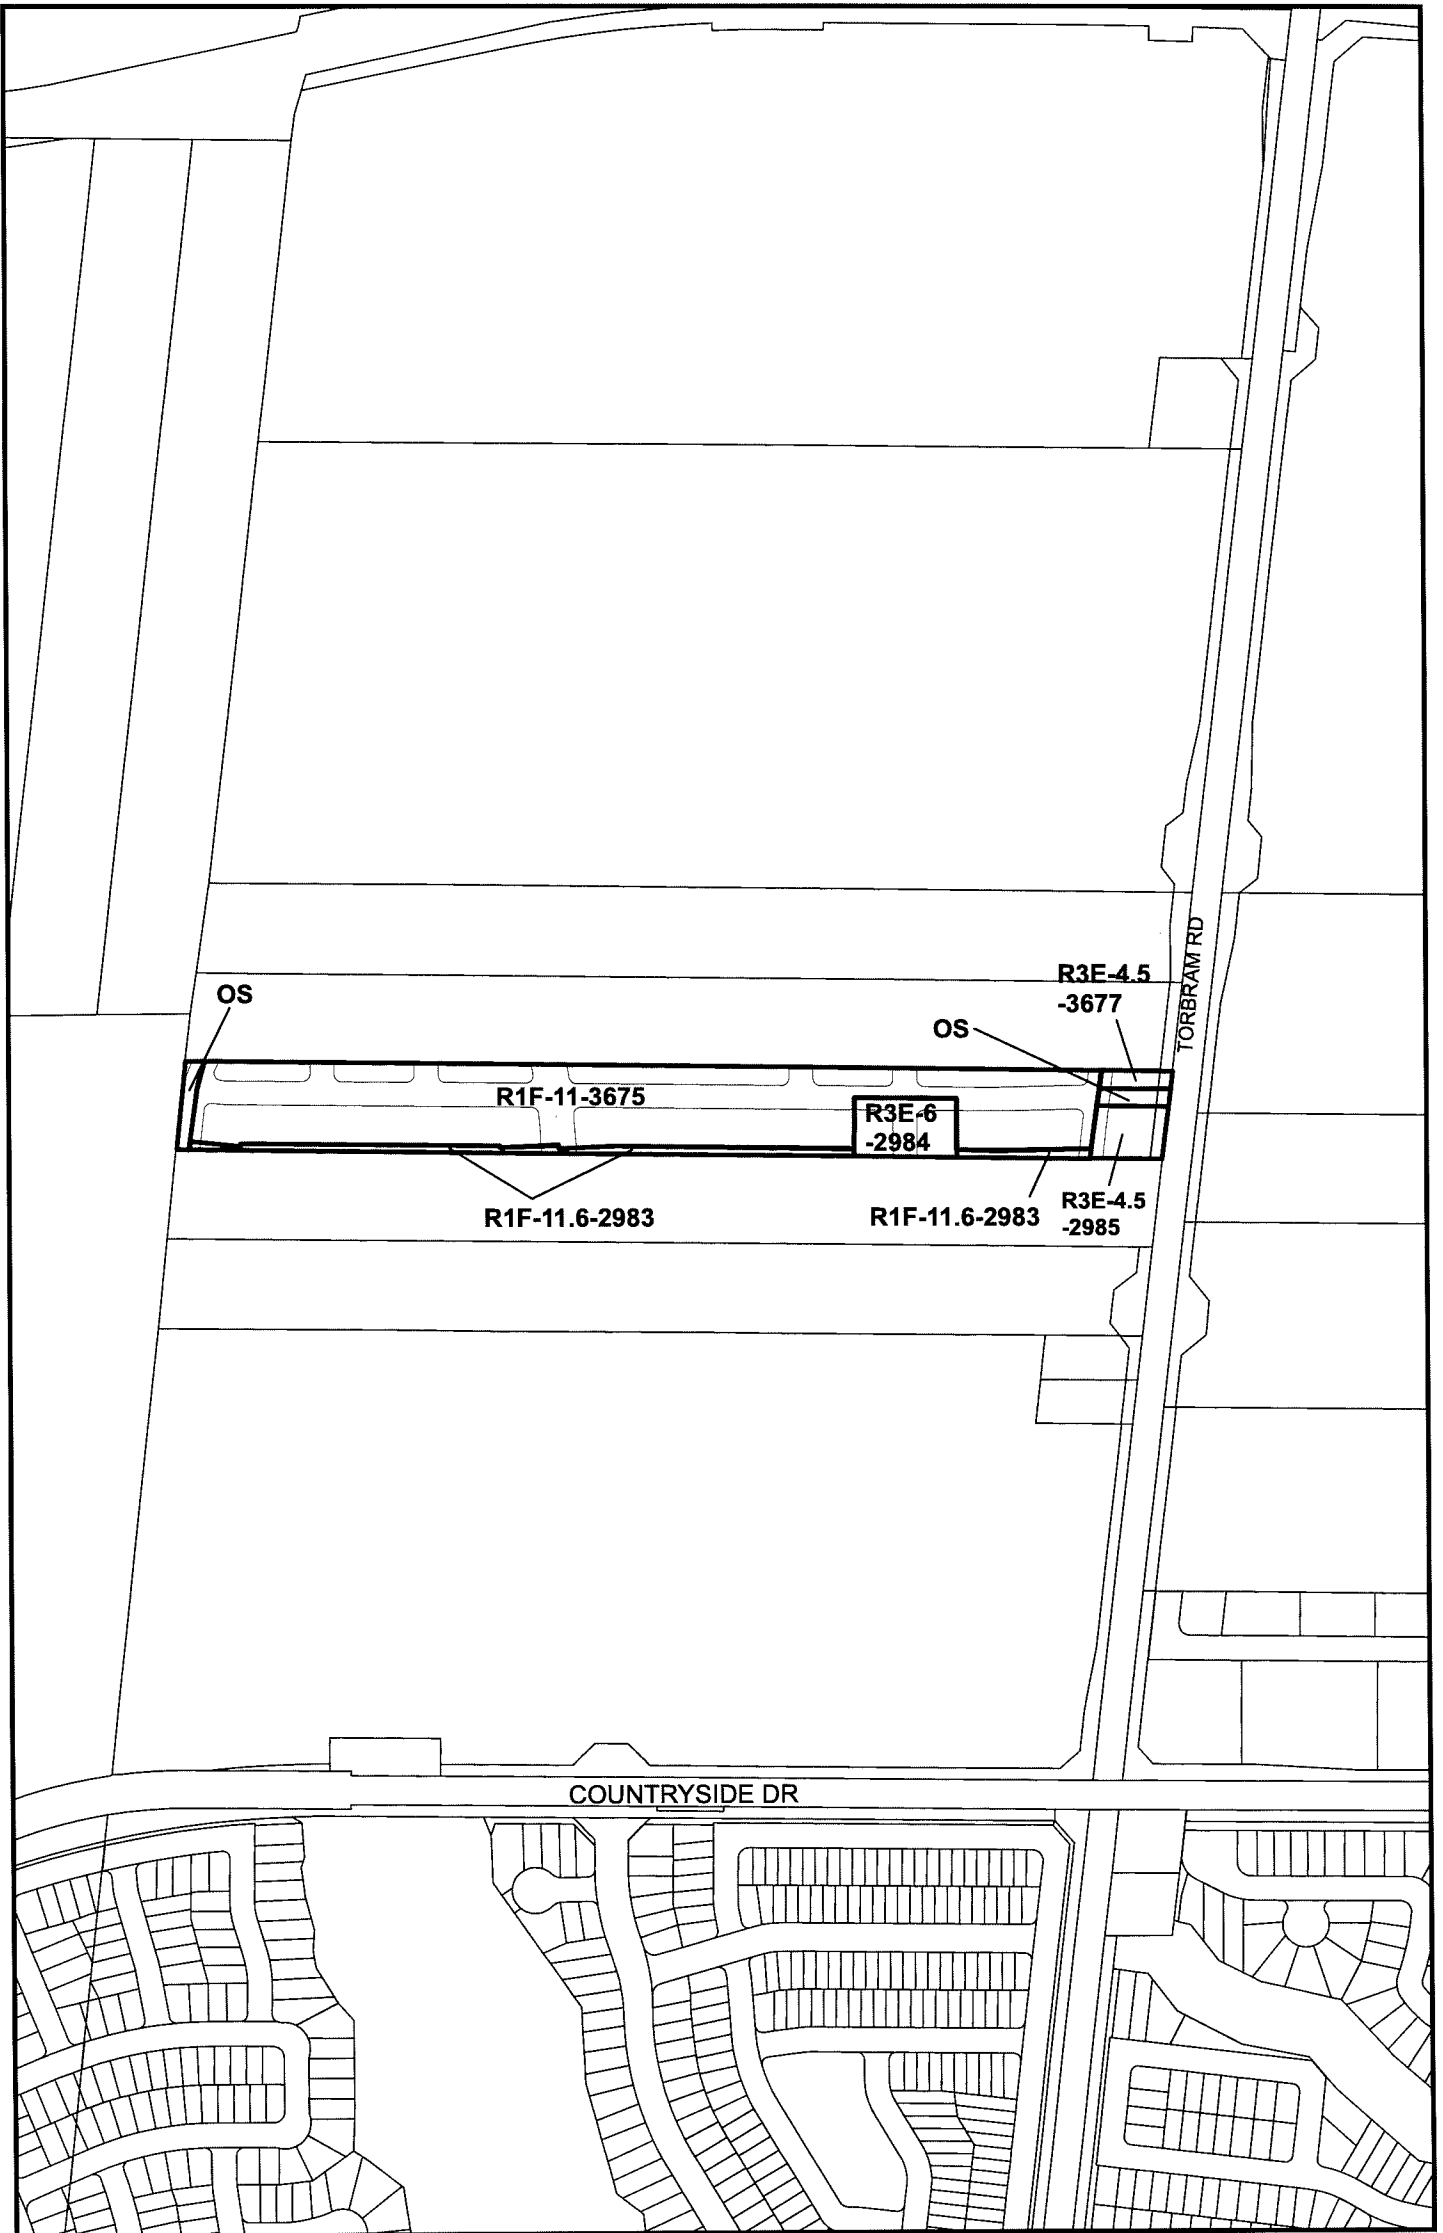 R3E-4.5
-3677
TORBRAM RD
OS
OS
R1F-11-3675
R3E-6
-2984
R1F-11.6-2983
R1F-11.6-2983
R3E-4.5
-2985
COUNTRYSIDE DR